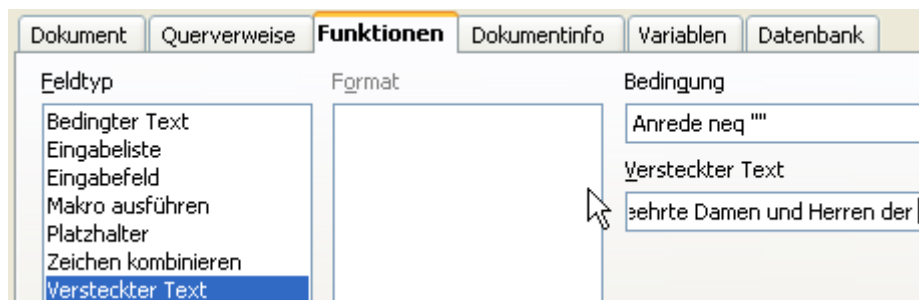 Dokument Querverweise Funktionen Dokumentinfo Variablen Datenbank
Feldtyp Format Bedingung
Bedingter Text
Eingabeliste
Eingabefeld
Makro ausführen
Platzhalter
Zeichen kombinieren
Versteckter Text
Anrede neq ""
Versteckter Text
Damen und Herren der